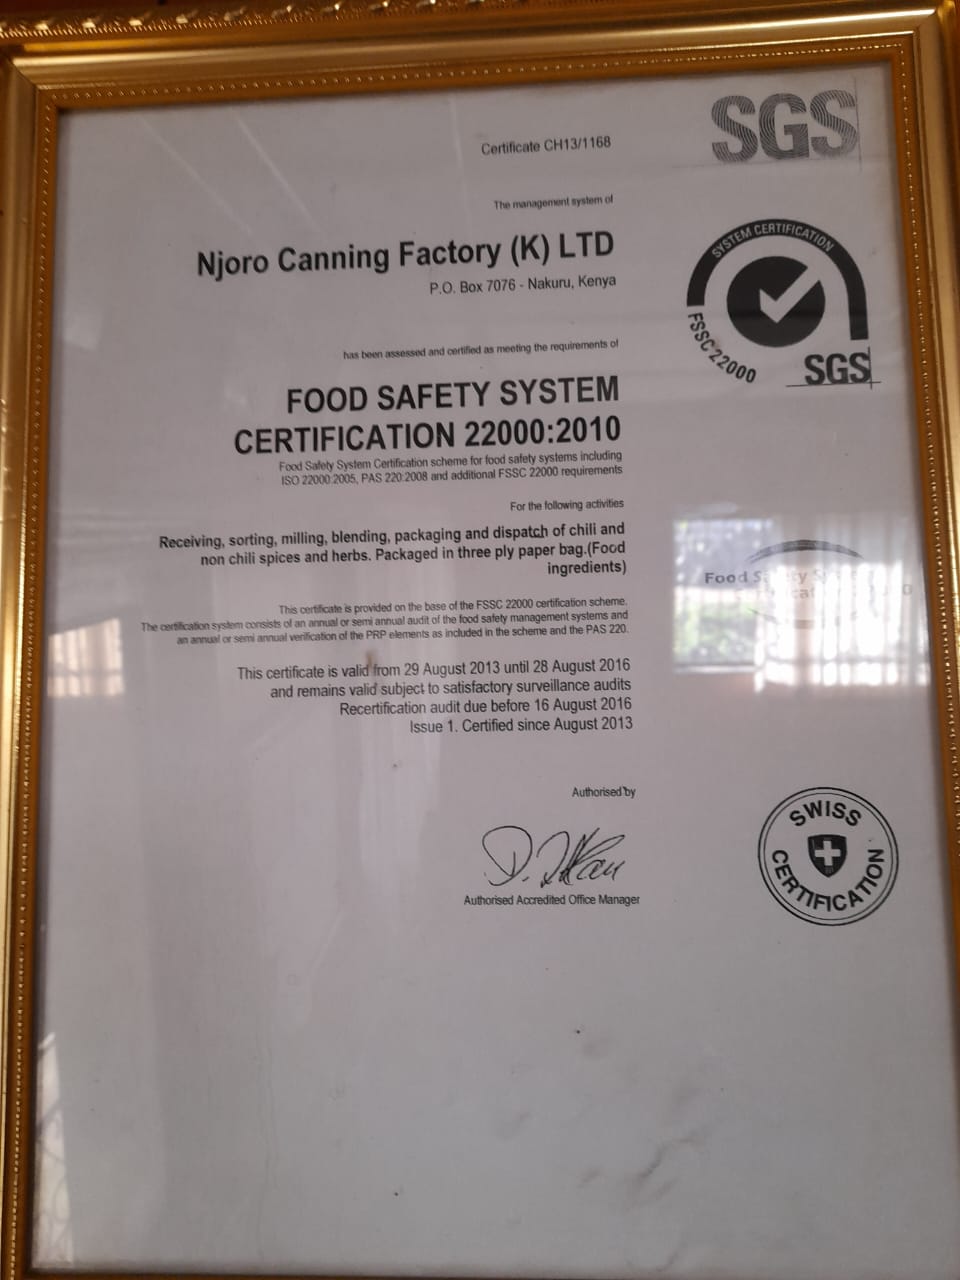 SGS
Certificate CH13/1168
The management system of
Njoro Canning Factory (K) LTD
P.O. Box 7076 - Nakuru, Kenya
SYSTEM CERTIFICATION
FSSC 22000
SGS
has been assessed and certified as meeting the requirements of
FOOD SAFETY SYSTEM
CERTIFICATION 22000:2010
Food Safety System Certification scheme for food safety systems including
ISO 22000:2005, PAS 220:2008 and additional FSSC 22000 requirements
For the following activities
Receiving, sorting, milling, blending, packaging and dispatch of chili and
non chili spices and herbs. Packaged in three ply paper bag.(Food
ingredients)
Food
This certificate is provided on the base of the FSSC 22000 certification scheme.
The certification system consists of an annual or semi annual audit of the food safety management systems and
an annual or semi annual verification of the PRP elements as included in the scheme and the PAS 220.
This certificate is valid from 29 August 2013 until 28 August 2016
and remains valid subject to satisfactory surveillance audits
Recertification audit due before 16 August 2016
Issue 1. Certified since August 2013
Authorised by
Authorised Accredited Office Manager
SWISS
CERTIFICATION